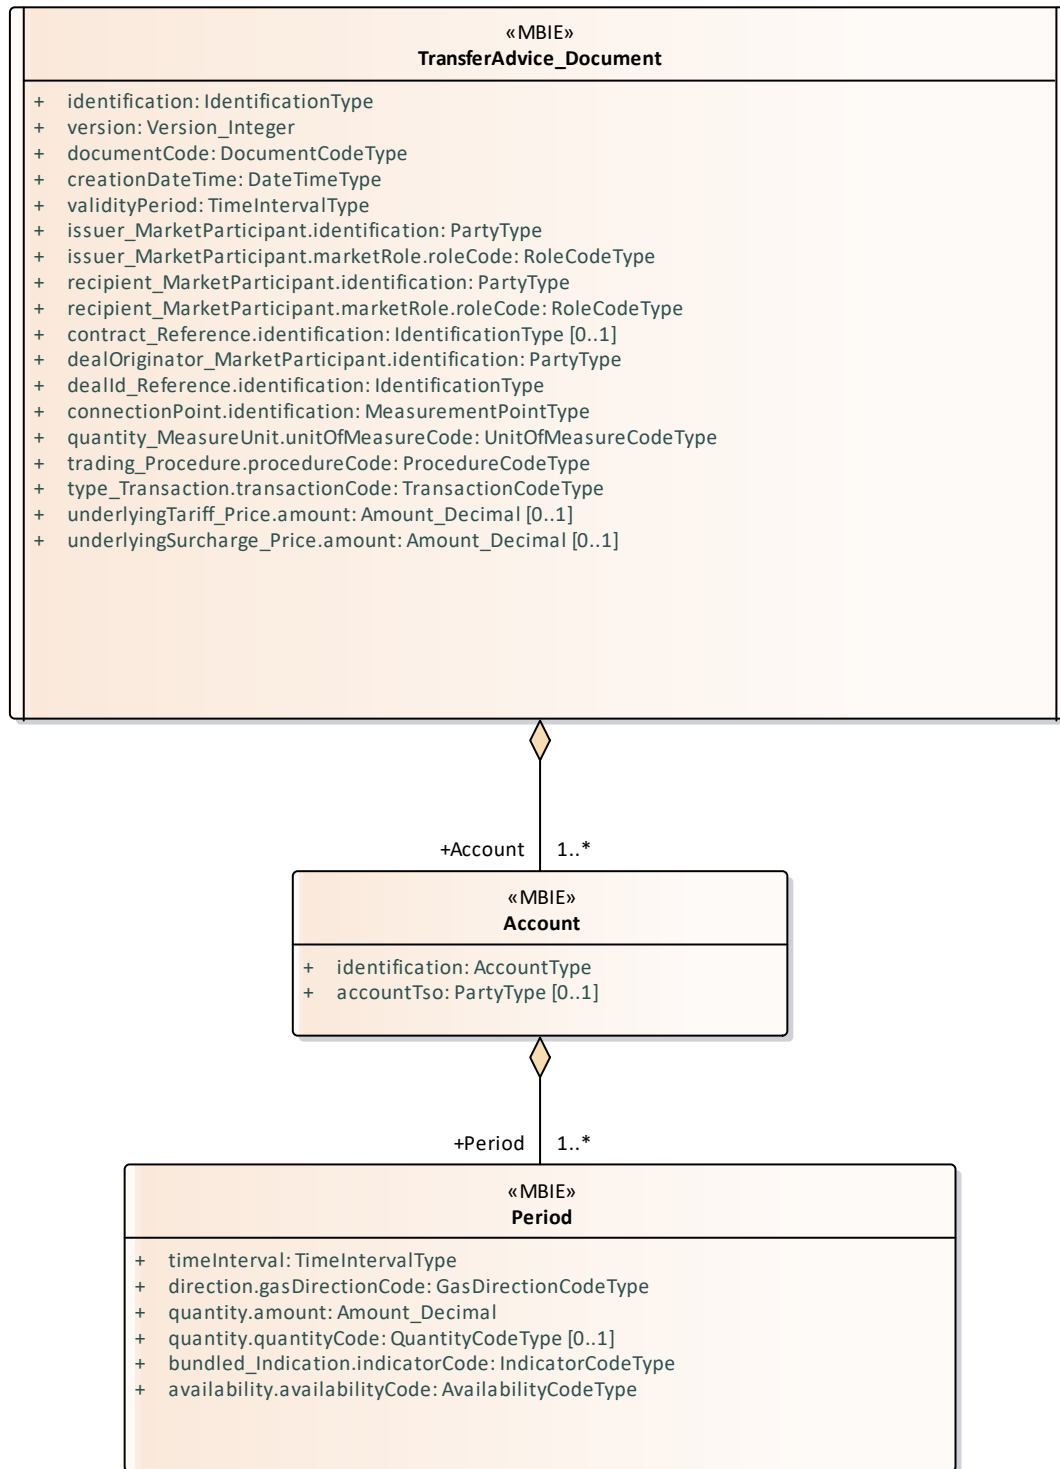 «MBIE»
TransferAdvice_Document
+ identification: IdentificationType
+ version: Version_Integer
+ documentCode: DocumentCodeType
+ creationDateTime: DateTimeType
+ validityPeriod: TimeIntervalType
+ issuer_MarketParticipant.identification: PartyType
+ issuer_MarketParticipant.marketRole.roleCode: RoleCodeType
+ recipient_MarketParticipant.identification: PartyType
+ recipient_MarketParticipant.marketRole.roleCode: RoleCodeType
+ contract_Reference.identification: IdentificationType [0..1]
+ dealOriginator_MarketParticipant.identification: PartyType
+ dealId_Reference.identification: IdentificationType
+ connectionPoint.identification: MeasurementPointType
+ quantity_MeasureUnit.unitOfMeasureCode: UnitOfMeasureCodeType
+ trading_Procedure.procedureCode: ProcedureCodeType
+ type_Transaction.transactionCode: TransactionCodeType
+ underlyingTariff_Price.amount: Amount_Decimal [0..1]
+ underlyingSurcharge_Price.amount: Amount_Decimal [0..1]
+Account 1..*
«MBIE»
Account
+ identification: AccountType
+ accountTso: PartyType [0..1]
+Period 1..*
«MBIE»
Period
+ timeInterval: TimeIntervalType
+ direction.gasDirectionCode: GasDirectionCodeType
+ quantity.amount: Amount_Decimal
+ quantity.quantityCode: QuantityCodeType [0..1]
+ bundled_Indication.indicatorCode: IndicatorCodeType
+ availability.availabilityCode: AvailabilityCodeType